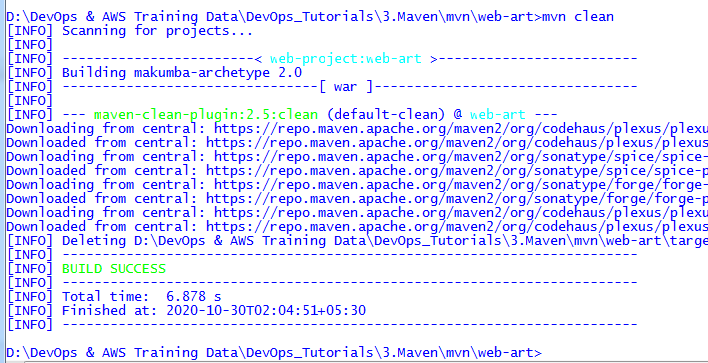 D:\DevOps & AWS Training Data\DevOps_Tutorials\3.Maven\mvn\web-art>mvn clean
[INFO] Scanning for projects...
[INFO]
[INFO] ------------------------< web-project:web-art >-------------------------
[INFO] Building makumba-archetype 2.0
[INFO] --------------------------------[ war ]---------------------------------
[INFO]
[INFO] --- maven-clean-plugin:2.5:clean (default-clean) @ web-art ---
Downloading from central: https://repo.maven.apache.org/maven2/org/codehaus/plexus/plexu
Downloaded from central: https://repo.maven.apache.org/maven2/org/codehaus/plexus/plexus
Downloading from central: https://repo.maven.apache.org/maven2/org/sonatype/spice/spice-
Downloaded from central: https://repo.maven.apache.org/maven2/org/sonatype/spice/spice-p
Downloading from central: https://repo.maven.apache.org/maven2/org/sonatype/forge/forge-
Downloaded from central: https://repo.maven.apache.org/maven2/org/sonatype/forge/forge-p
Downloading from central: https://repo.maven.apache.org/maven2/org/codehaus/plexus/plexu
Downloaded from central: https://repo.maven.apache.org/maven2/org/codehaus/plexus/plexus
[INFO] Deleting D:\DevOps & AWS Training Data\DevOps_Tutorials\3.Maven\mvn\web-art\targe
[INFO] ------------------------------------------------------------------------
[INFO] BUILD SUCCESS
[INFO] ------------------------------------------------------------------------
[INFO] Total time:  6.878 s
[INFO] Finished at: 2020-10-30T02:04:51+05:30
[INFO] ------------------------------------------------------------------------
D:\DevOps & AWS Training Data\DevOps_Tutorials\3.Maven\mvn\web-art>